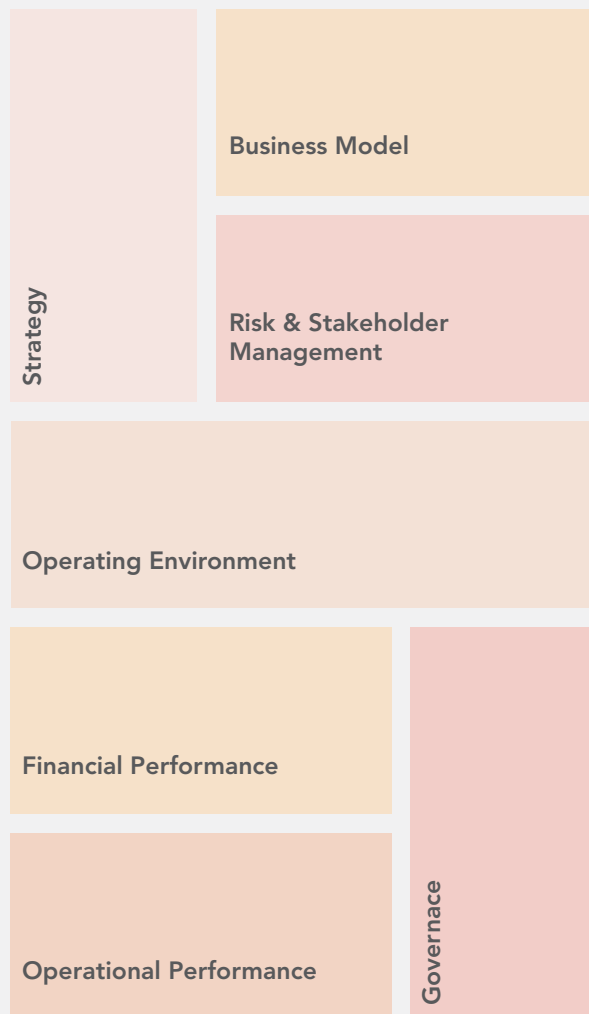 Strategy
Business Model
Risk & Stakeholder
Management
Operating Environment
Financial Performance
Operational Performance
Governace